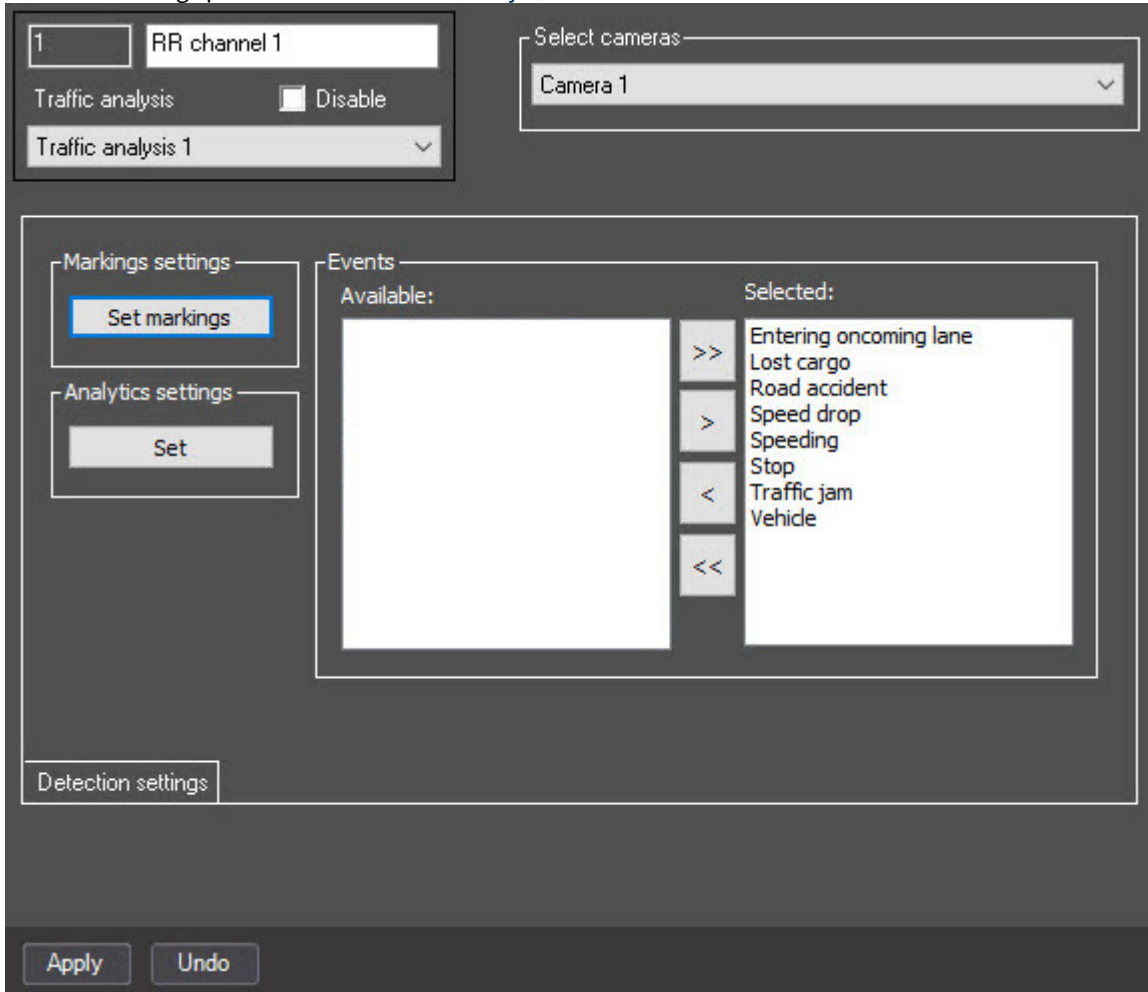 1
RR channel 1
Traffic analysis
Disable
Traffic analysis 1
Select cameras
Camera 1
Markings settings
Set markings
Analytics settings
Set
Events
Available:
>>
>
<
<<
Selected:
Entering oncoming lane
Lost cargo
Road accident
Speed drop
Speeding
Stop
Traffic jam
Vehicle
Detection settings
Apply
Undo